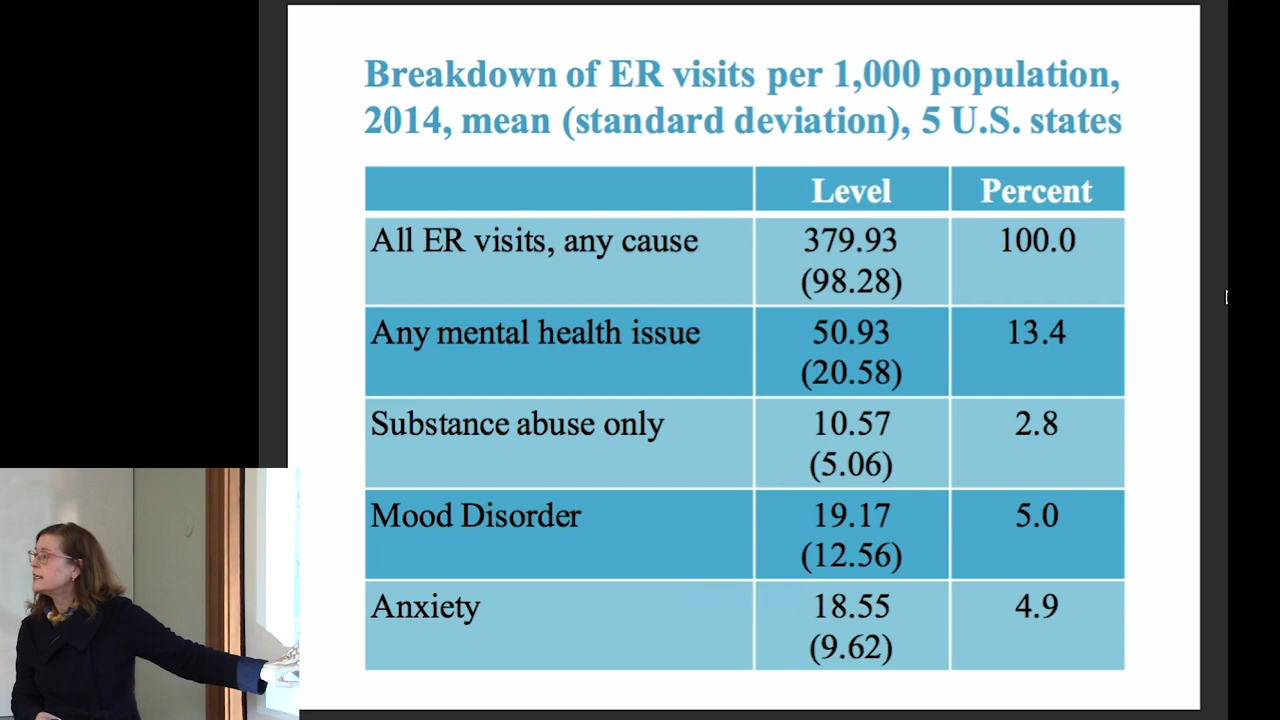 Breakdown of ER visits per 1,000 population,
2014, mean (standard deviation), 5 U.S. states
Level Percent
All ER visits, any cause 379.93 100.0
(98.28)
Any mental health issue 50.93 13.4
(20.58)
Substance abuse only 10.57 2.8
(5.06)
Mood Disorder 19.17 5.0
(12.56)
Anxiety 18.55 4.9
(9.62)